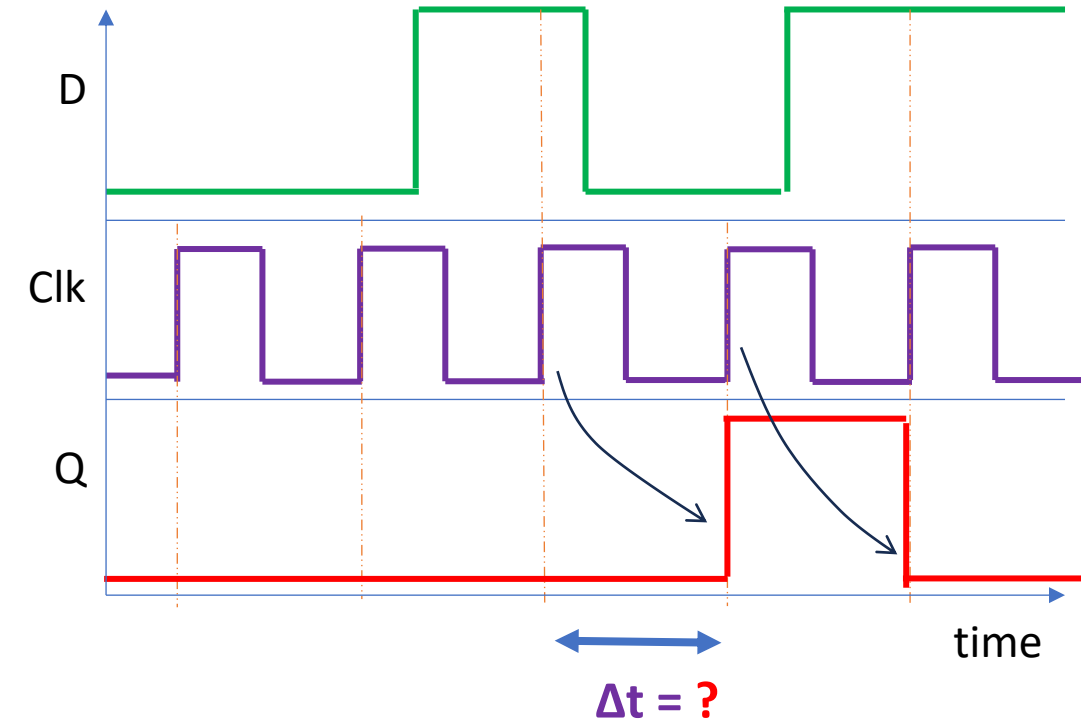 D
Clk
Q
time
Δt = ?